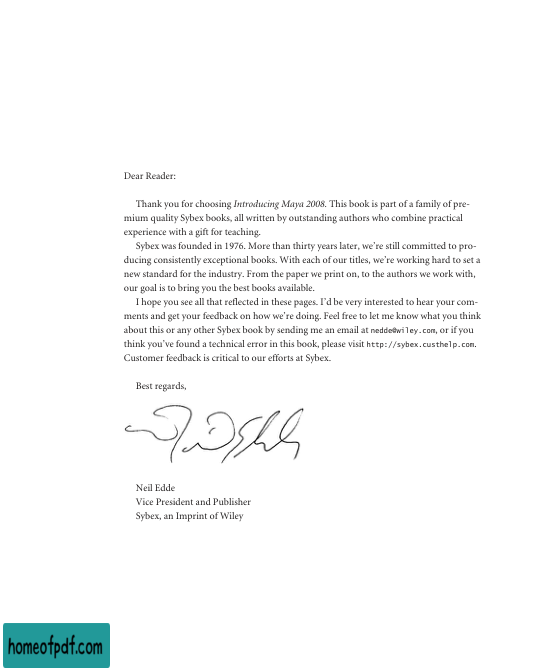 Dear Reader:
Thank you for choosing Introducing Maya 2008. This book is part of a family of pre-
mium quality Sybex books, all written by outstanding authors who combine practical
experience with a gift for teaching.
Sybex was founded in 1976. More than thirty years later, we’re still committed to pro-
ducing consistently exceptional books. With each of our titles, we’re working hard to set a
new standard for the industry. From the paper we print on, to the authors we work with,
our goal is to bring you the best books available.
I hope you see all that reflected in these pages. I’d be very interested to hear your com-
ments and get your feedback on how we’re doing. Feel free to let me know what you think
about this or any other Sybex book by sending me an email at nedde@wiley.com, or if you
think you’ve found a technical error in this book, please visit http://sybex.custhelp.com.
Customer feedback is critical to our efforts at Sybex.
Best regards,
Neil Edde
Vice President and Publisher
Sybex, an Imprint of Wiley
homeofpdf.com